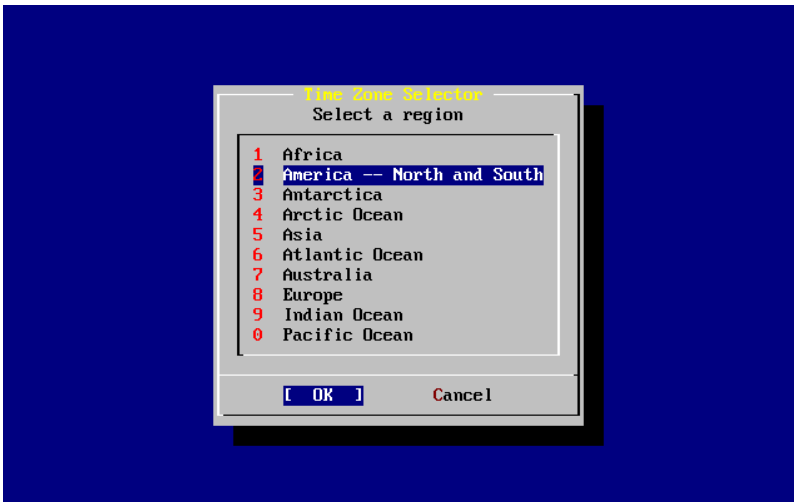 Time Zone Selector
Select a region
1 Africa
2 America -- North and South
3 Antarctica
4 Arctic Ocean
5 Asia
6 Atlantic Ocean
7 Australia
8 Europe
9 Indian Ocean
0 Pacific Ocean
[ OK ] Cancel